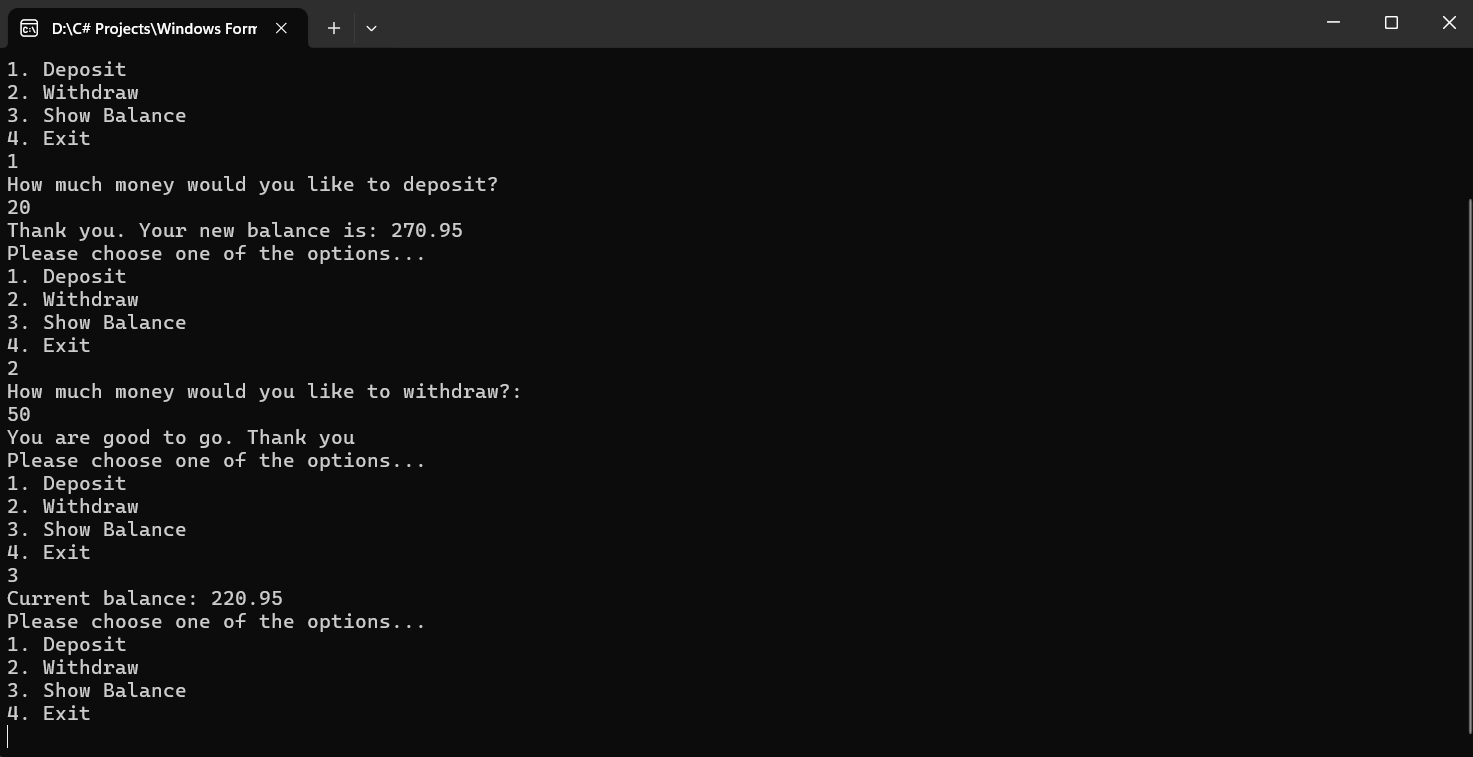 D:\C# Projects\Windows Form
1. Deposit
2. Withdraw
3. Show Balance
4. Exit
1
How much money would you like to deposit?
20
Thank you. Your new balance is: 270.95
Please choose one of the options...
1. Deposit
2. Withdraw
3. Show Balance
4. Exit
2
How much money would you like to withdraw?:
50
You are good to go. Thank you
Please choose one of the options...
1. Deposit
2. Withdraw
3. Show Balance
4. Exit
3
Current balance: 220.95
Please choose one of the options...
1. Deposit
2. Withdraw
3. Show Balance
4. Exit